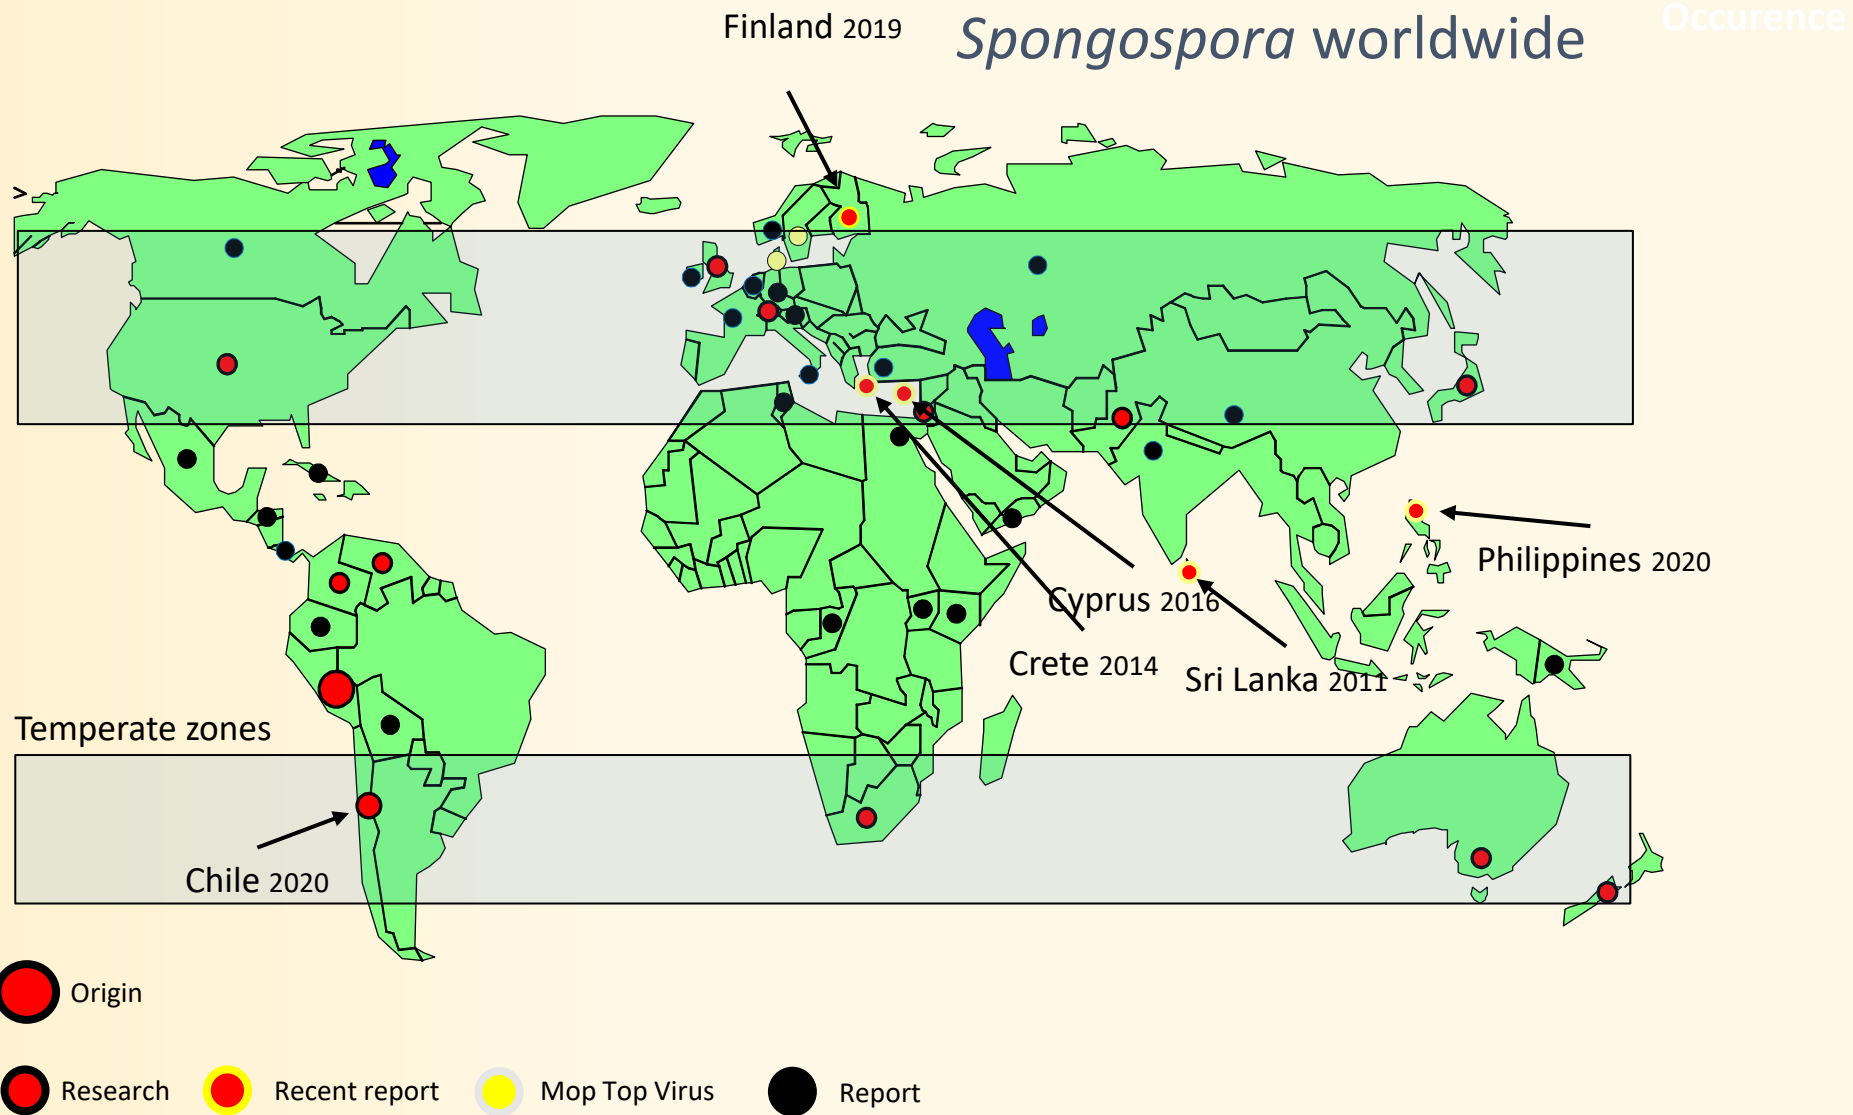 Occurence
Finland 2019
Spongospora worldwide
>
Philippines 2020
Cyprus 2016
Crete 2014
Sri Lanka 2011
Temperate zones
Chile 2020
Origin
Research
Recent report
Mop Top Virus
Report